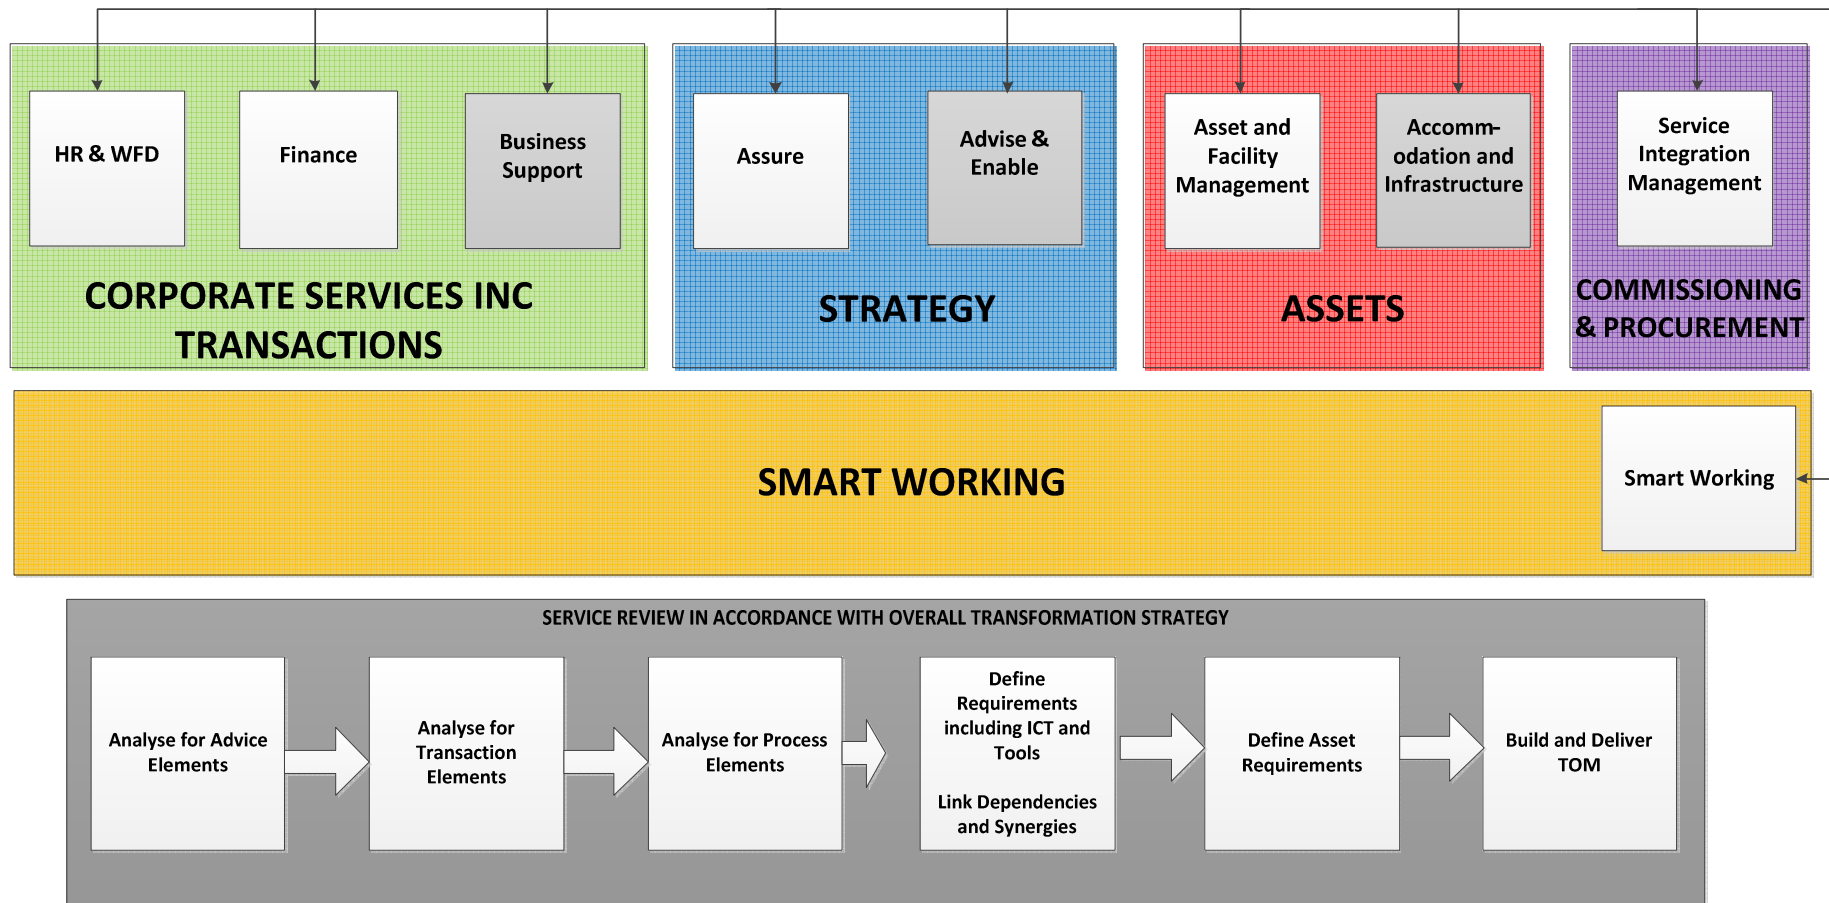 HR & WFD
Finance
Business
Support
Assure
Advise &
Enable
Asset and
Facility
Management
Accomm-
odation and
Infrastructure
Service
Integration
Management
CORPORATE SERVICES INC
TRANSACTIONS
STRATEGY
ASSETS
COMMISSIONING
& PROCUREMENT
SMART WORKING
Smart Working
SERVICE REVIEW IN ACCORDANCE WITH OVERALL TRANSFORMATION STRATEGY
Analyse for Advice
Elements
Analyse for
Transaction
Elements
Analyse for Process
Elements
Define
Requirements
including ICT and
Tools
Link Dependencies
and Synergies
Define Asset
Requirements
Build and Deliver
TOM